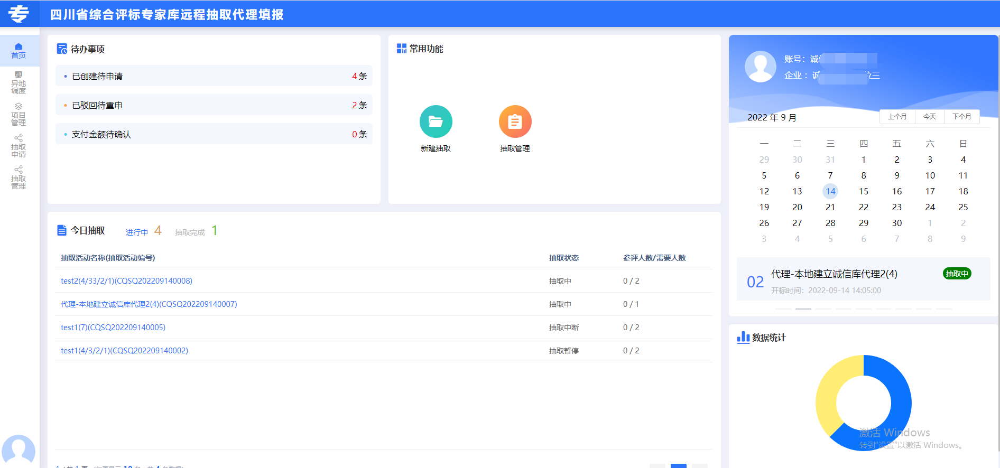 四川省综合评标专家库远程抽取代理填报
首页
异地
调度
项目
管理
抽取
申请
抽取
管理
待办事项
已创建待申请 4 条
已驳回待重申 2 条
支付金额待确认 0 条
常用功能
新建抽取 抽取管理
账号：诚
企业：诚 三
2022 年 9 月 上个月 今天 下个月
一 二 三 四 五 六 日
29 30 31 1 2 3 4
5 6 7 8 9 10 11
12 13 14 15 16 17 18
19 20 21 22 23 24 25
26 27 28 29 30 1 2
3 4 5 6 7 8 9
02 代理-本地建立诚信库代理2(4) 抽取中
开标时间：2022-09-14 14:05:00
今日抽取 进行中 4 抽取完成 1
抽取活动名称(抽取活动编号) 抽取状态 参评人数/需要人数
test2(4/33/2/1)(CQSQ202209140008) 抽取中 0 / 2
代理-本地建立诚信库代理2(4)(CQSQ202209140007) 抽取中 0 / 1
test1(7)(CQSQ202209140005) 抽取中断 0 / 2
test1(4/3/2/1)(CQSQ202209140002) 抽取暂停 0 / 2
数据统计
激活 Windows
转到“设置”以激活 Windows。